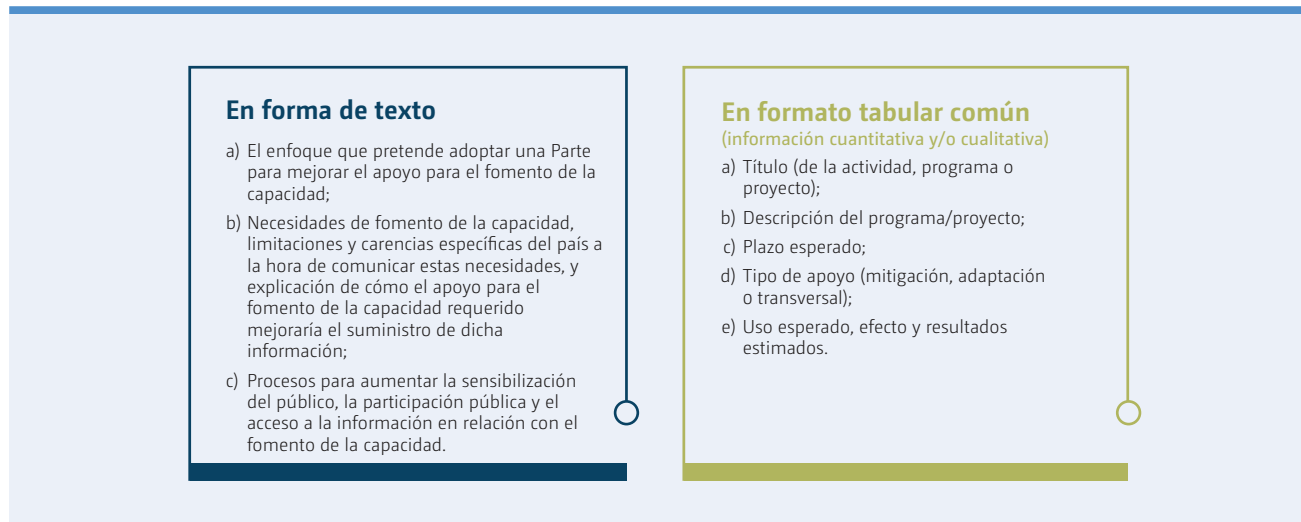 En forma de texto
a) El enfoque que pretende adoptar una Parte
para mejorar el apoyo para el fomento de la
capacidad;
b) Necesidades de fomento de la capacidad,
limitaciones y carencias específicas del país a
la hora de comunicar estas necesidades, y
explicación de cómo el apoyo para el
fomento de la capacidad requerido
mejoraría el suministro de dicha
información;
c) Procesos para aumentar la sensibilización
del público, la participación pública y el
acceso a la información en relación con el
fomento de la capacidad.
En formato tabular común
(información cuantitativa y/o cualitativa)
a) Título (de la actividad, programa o
proyecto);
b) Descripción del programa/proyecto;
c) Plazo esperado;
d) Tipo de apoyo (mitigación, adaptación
o transversal);
e) Uso esperado, efecto y resultados
estimados.